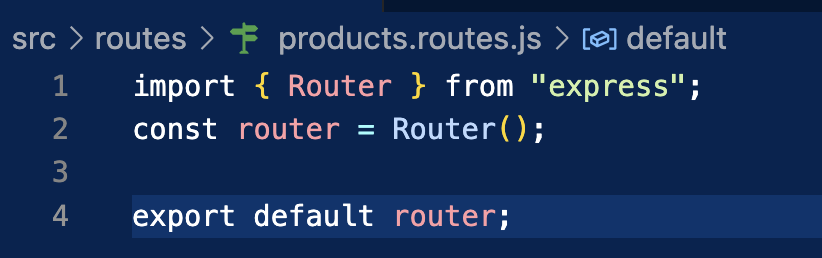 src > routes > products.routes.js > default
1 import { Router } from "express";
2 const router = Router();
3
4 export default router;